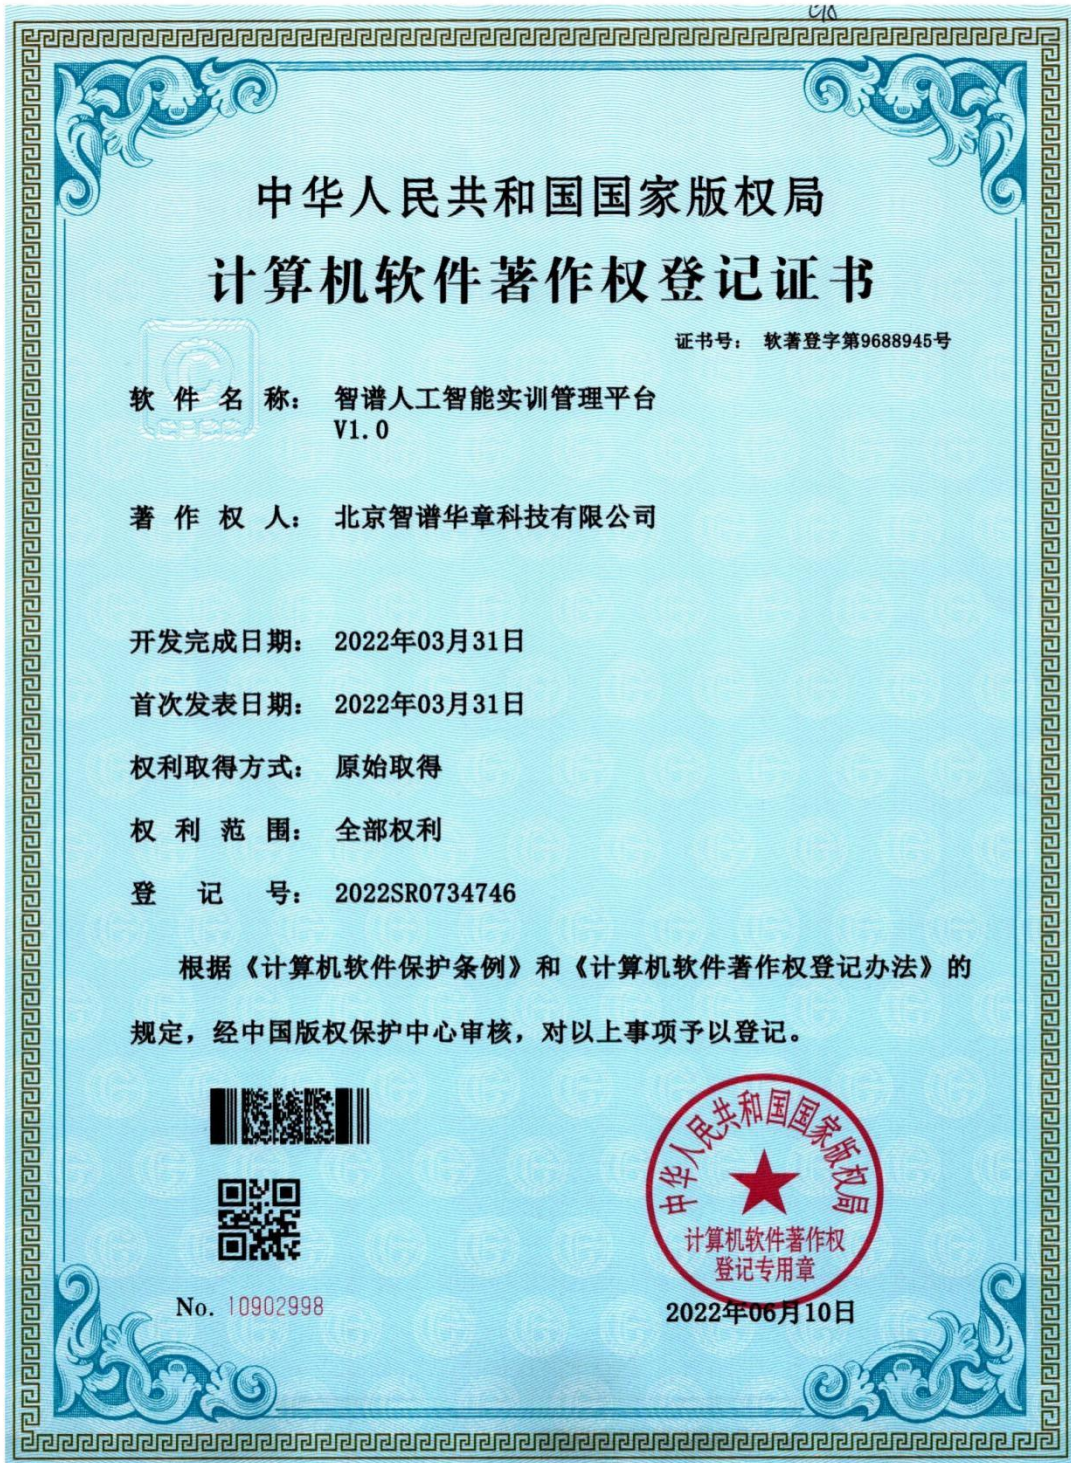 中华人民共和国国家版权局
计算机软件著作权登记证书
证书号： 软著登字第9688945号
软件名称： 智谱人工智能实训管理平台
V1.0
著作权人： 北京智谱华章科技有限公司
开发完成日期： 2022年03月31日
首次发表日期： 2022年03月31日
权利取得方式： 原始取得
权利范围： 全部权利
登记号： 2022SR0734746
根据《计算机软件保护条例》和《计算机软件著作权登记办法》的
规定，经中国版权保护中心审核，对以上事项予以登记。
中华人民共和国国家版权局
计算机软件著作权
登记专用章
No. 10902998
2022年06月10日